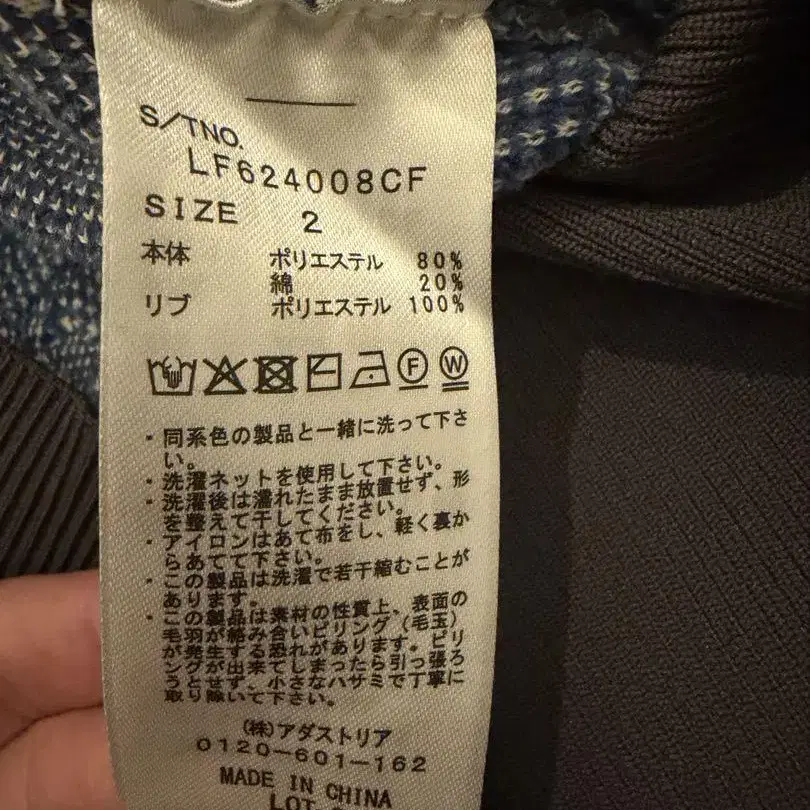 S/TNO.
LF624008CF
SIZE 2
本体 ポリエステル 80%
綿 20%
リブ ポリエステル 100%
F W
・同系色の製品と一緒に洗って下さ
い。
・洗濯ネットを使用して下さい。
・洗濯後は濡れたまま放置せず、形
を整えて干してください。
・アイロンはあて布をし、軽く裏か
らあてて下さい。
・この製品は洗濯で若干縮むことが
あります。
・この製品は素材の性質上、表面の
毛羽が絡み合いピリング(毛玉)
が発生する恐れがあります。ピリ
ングが出来てしまったら引っ張ろ
うとせず、小さなハサミで丁寧に
取り除いて下さい。
(株)アダストリア
0120-601-162
MADE IN CHINA
LOT